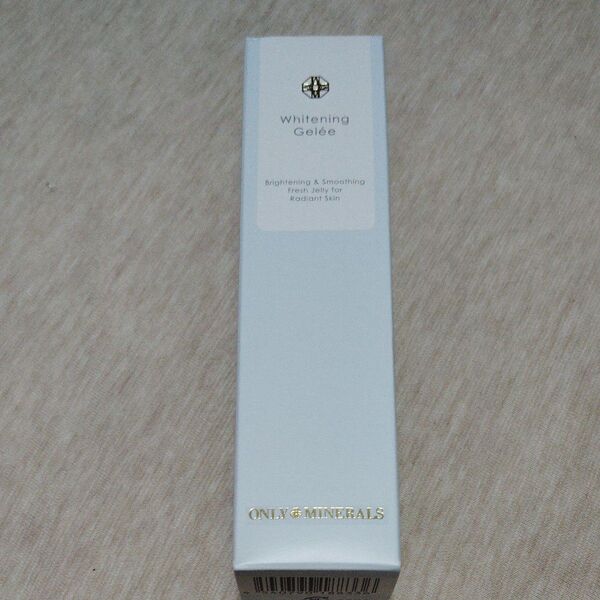 Whitening
Gelée
Brightening & Smoothing
Fresh Jelly for
Radiant Skin
ONLY MINERALS